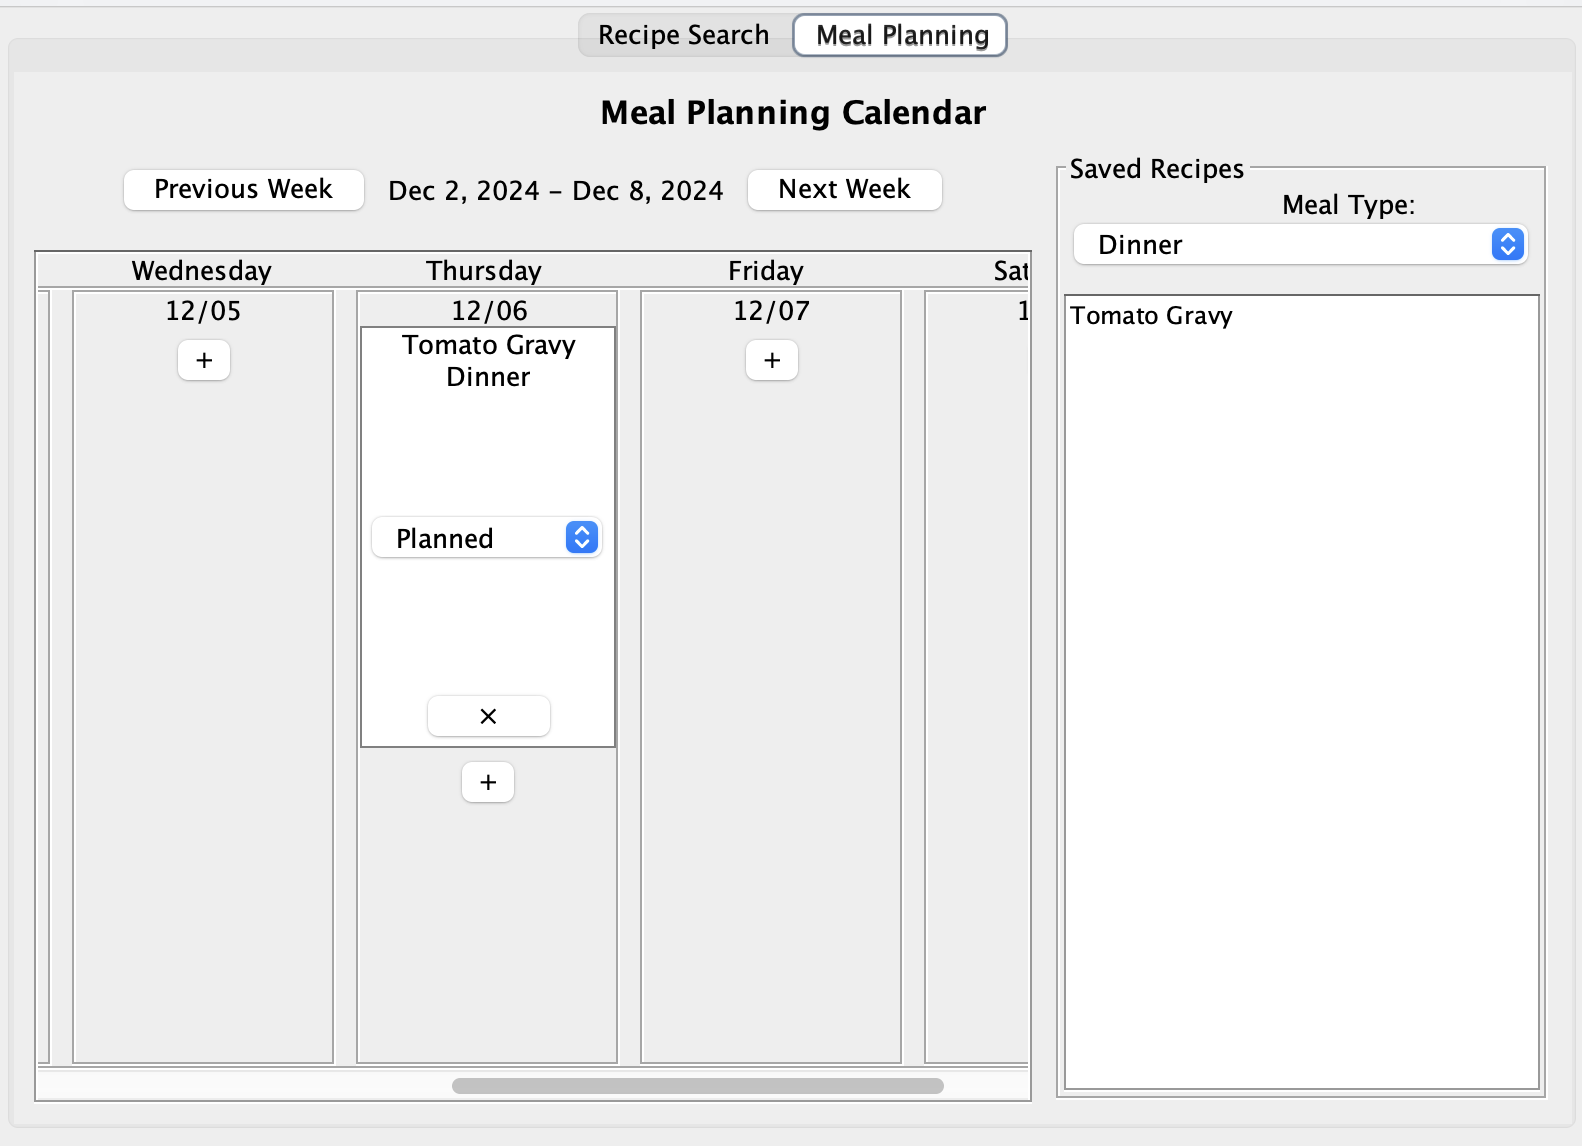 Recipe Search
Meal Planning
Meal Planning Calendar
Previous Week
Dec 2, 2024 – Dec 8, 2024
Next Week
Wednesday
Thursday
Friday
Sat
12/05
12/06
12/07
1
+
Tomato Gravy
Dinner
+
Planned
×
+
Saved Recipes
Meal Type:
Dinner
Tomato Gravy